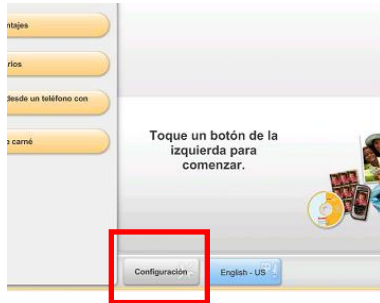 ntajes
rios
desde un teléfono con
carné
Toque un botón de la
izquierda para
comenzar.
Configuración
English - US